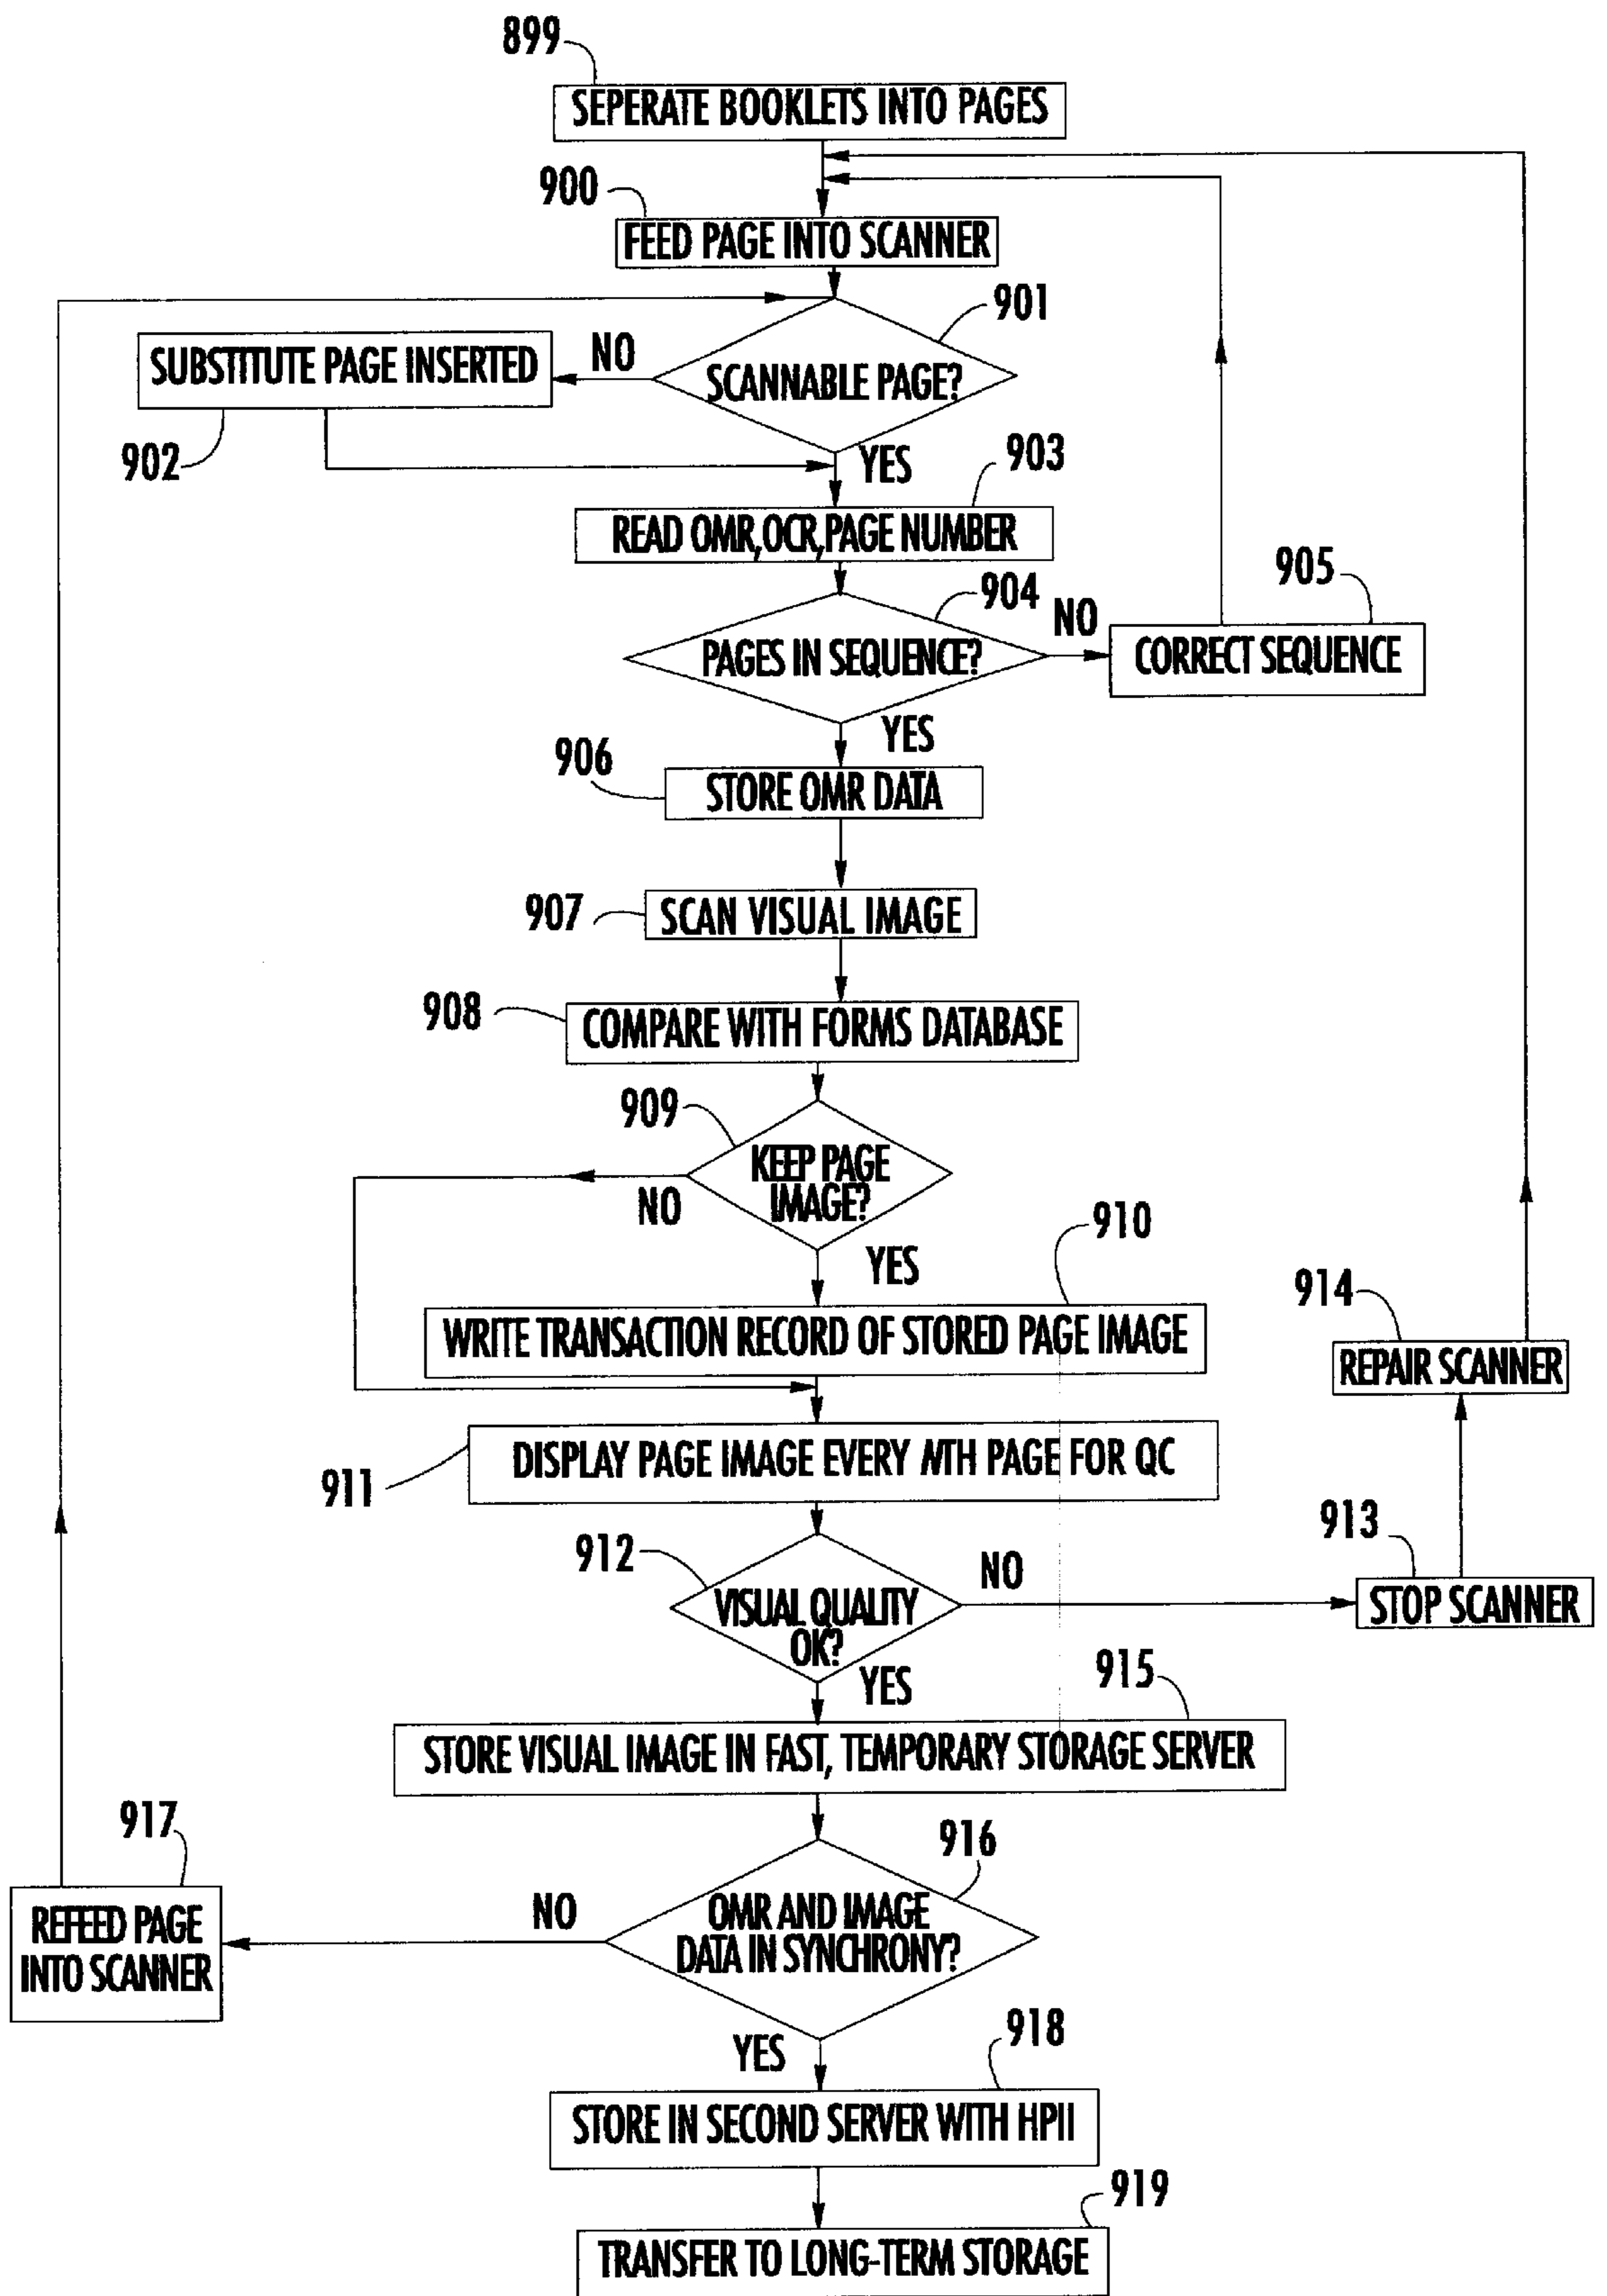 899
SEPERATE BOOKLETS INTO PAGES
900
FEED PAGE INTO SCANNER
901
SCANNABLE PAGE?
NO
SUBSTITUTE PAGE INSERTED
902
YES
903
READ OMR,OCR,PAGE NUMBER
904
PAGES IN SEQUENCE?
NO
905
CORRECT SEQUENCE
YES
906
STORE OMR DATA
907
SCAN VISUAL IMAGE
908
COMPARE WITH FORMS DATABASE
909
KEEP PAGE
IMAGE?
NO
YES
910
WRITE TRANSACTION RECORD OF STORED PAGE IMAGE
914
REPAIR SCANNER
911
DISPLAY PAGE IMAGE EVERY NTH PAGE FOR QC
912
VISUAL QUALITY
OK?
NO
913
STOP SCANNER
YES
915
STORE VISUAL IMAGE IN FAST, TEMPORARY STORAGE SERVER
916
OMR AND IMAGE
DATA IN SYNCHRONY?
NO
917
REFEED PAGE
INTO SCANNER
YES
918
STORE IN SECOND SERVER WITH HPII
919
TRANSFER TO LONG-TERM STORAGE